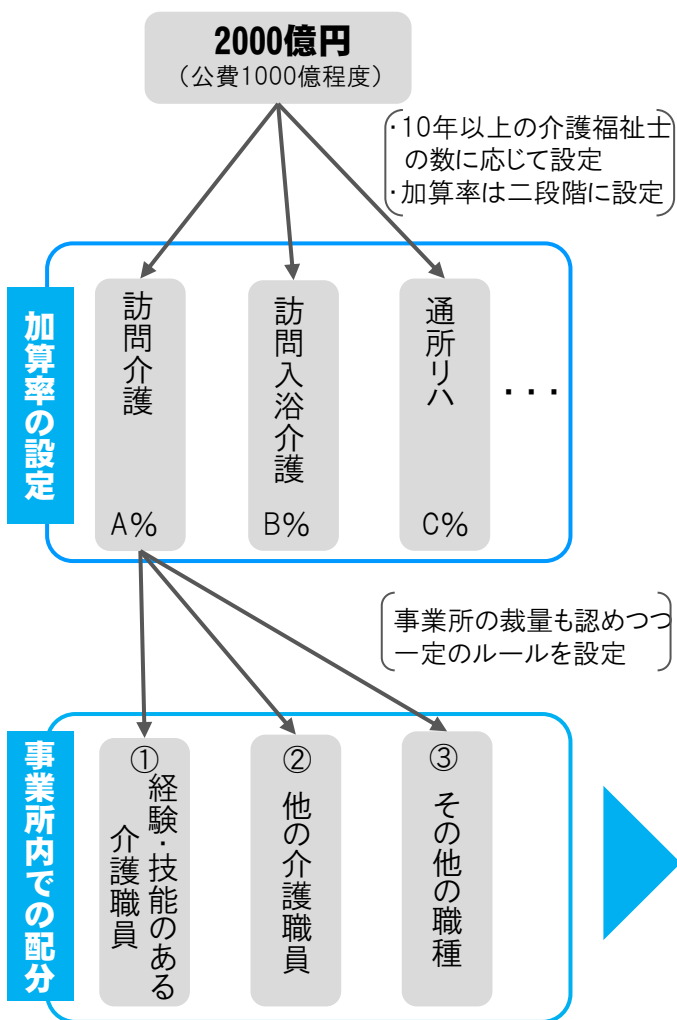 2000億円
（公費1000億程度）
・10年以上の介護福祉士
の数に応じて設定
・加算率は二段階に設定
加算率の設定
訪問介護
A%
訪問入浴介護
B%
通所リハ
C%
・・・
事業所の裁量も認めつつ
一定のルールを設定
事業所内での配分
①
経験・技能のある
介護職員
②
他の介護職員
③
その他の職種